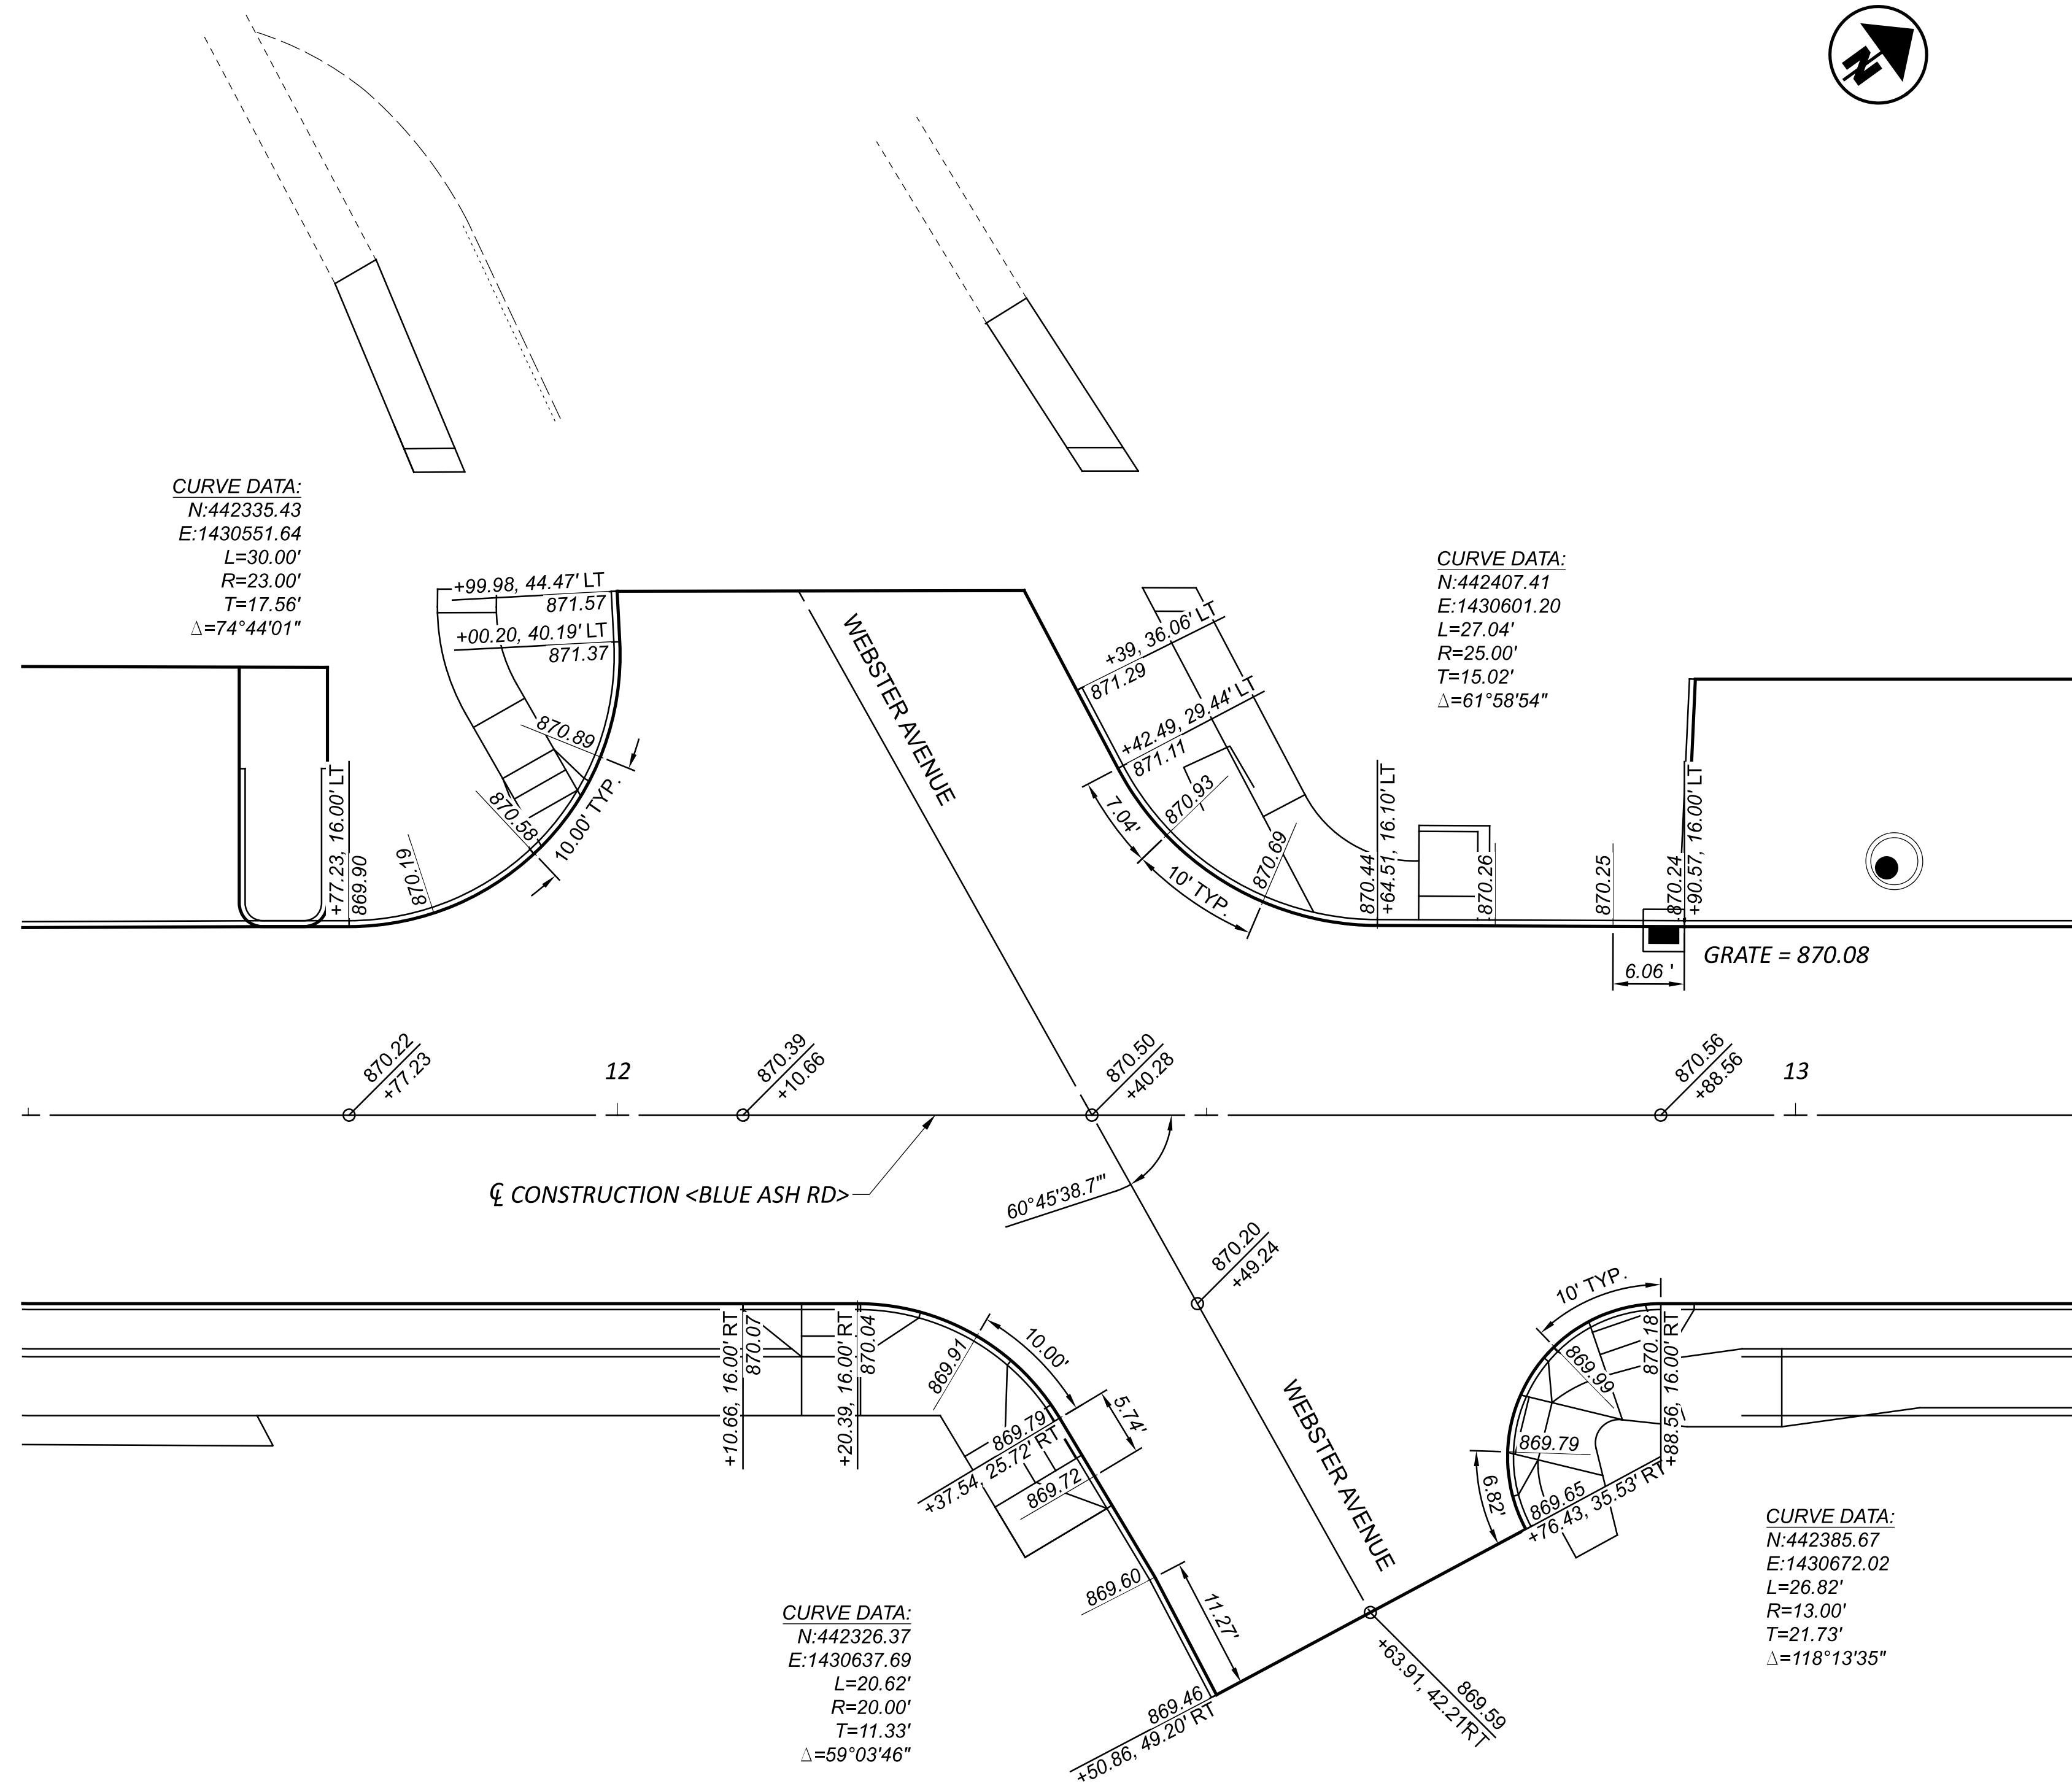 N
CURVE DATA:
N:442335.43
E:1430551.64
L=30.00'
R=23.00'
T=17.56'
Δ=74°44'01"
+99.98, 44.47' LT
871.57
+00.20, 40.19' LT
871.37
870.89
10.00' TYP.
870.58
870.19
+77.23, 16.00' LT
869.90
WEBSTER AVENUE
+39, 36.06' LT
871.29
+42.49, 29.44' LT
871.11
7.04'
870.93
10' TYP.
870.69
CURVE DATA:
N:442407.41
E:1430601.20
L=27.04'
R=25.00'
T=15.02'
Δ=61°58'54"
870.44
+64.51, 16.10' LT
870.26
870.25
870.24
+90.57, 16.00' LT
6.06 '
GRATE = 870.08
870.22
+77.23
12
870.39
+10.66
870.50
+40.28
870.56
+88.56
13
℄ CONSTRUCTION <BLUE ASH RD>
60°45'38.7"'
870.20
+49.24
+10.66, 16.00' RT
870.07
+20.39, 16.00' RT
870.04
869.91
10.00'
5.74'
869.79
+37.54, 25.72' RT
869.72
869.60
11.27'
869.46
+50.86, 49.20' RT
WEBSTER AVENUE
869.59
+63.91, 42.21'RT
10' TYP.
870.18
+88.56, 16.00' RT
869.99
869.79
6.82'
869.65
+76.43, 35.53' RT
CURVE DATA:
N:442326.37
E:1430637.69
L=20.62'
R=20.00'
T=11.33'
Δ=59°03'46"
CURVE DATA:
N:442385.67
E:1430672.02
L=26.82'
R=13.00'
T=21.73'
Δ=118°13'35"